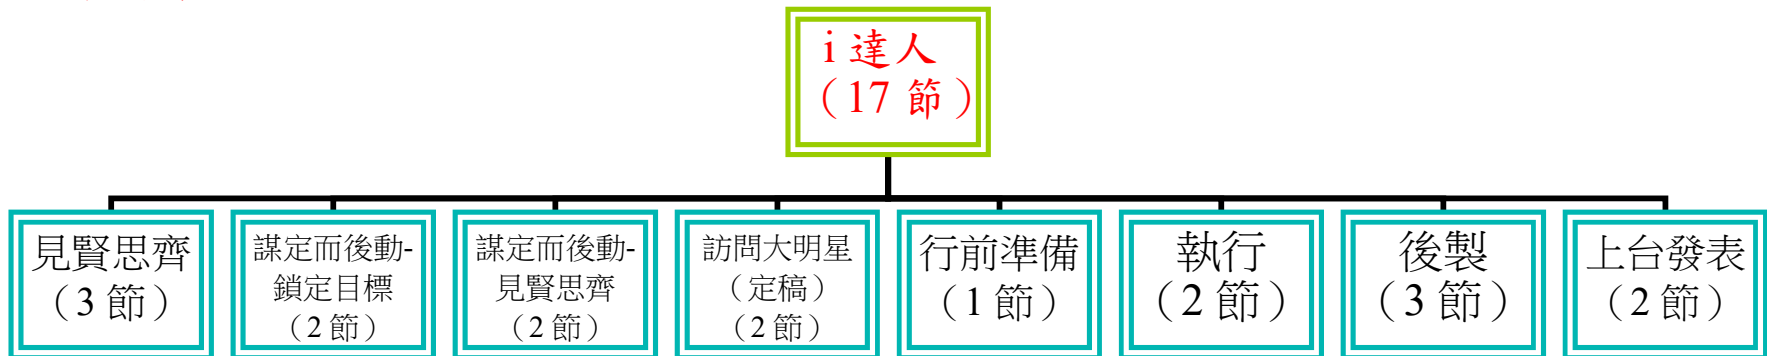 i 達人
（17 節）
見賢思齊
（3 節）
謀定而後動-
鎖定目標
（2 節）
謀定而後動-
見賢思齊
（2 節）
訪問大明星
（定稿）
（2 節）
行前準備
（1 節）
執行
（2 節）
後製
（3 節）
上台發表
（2 節）